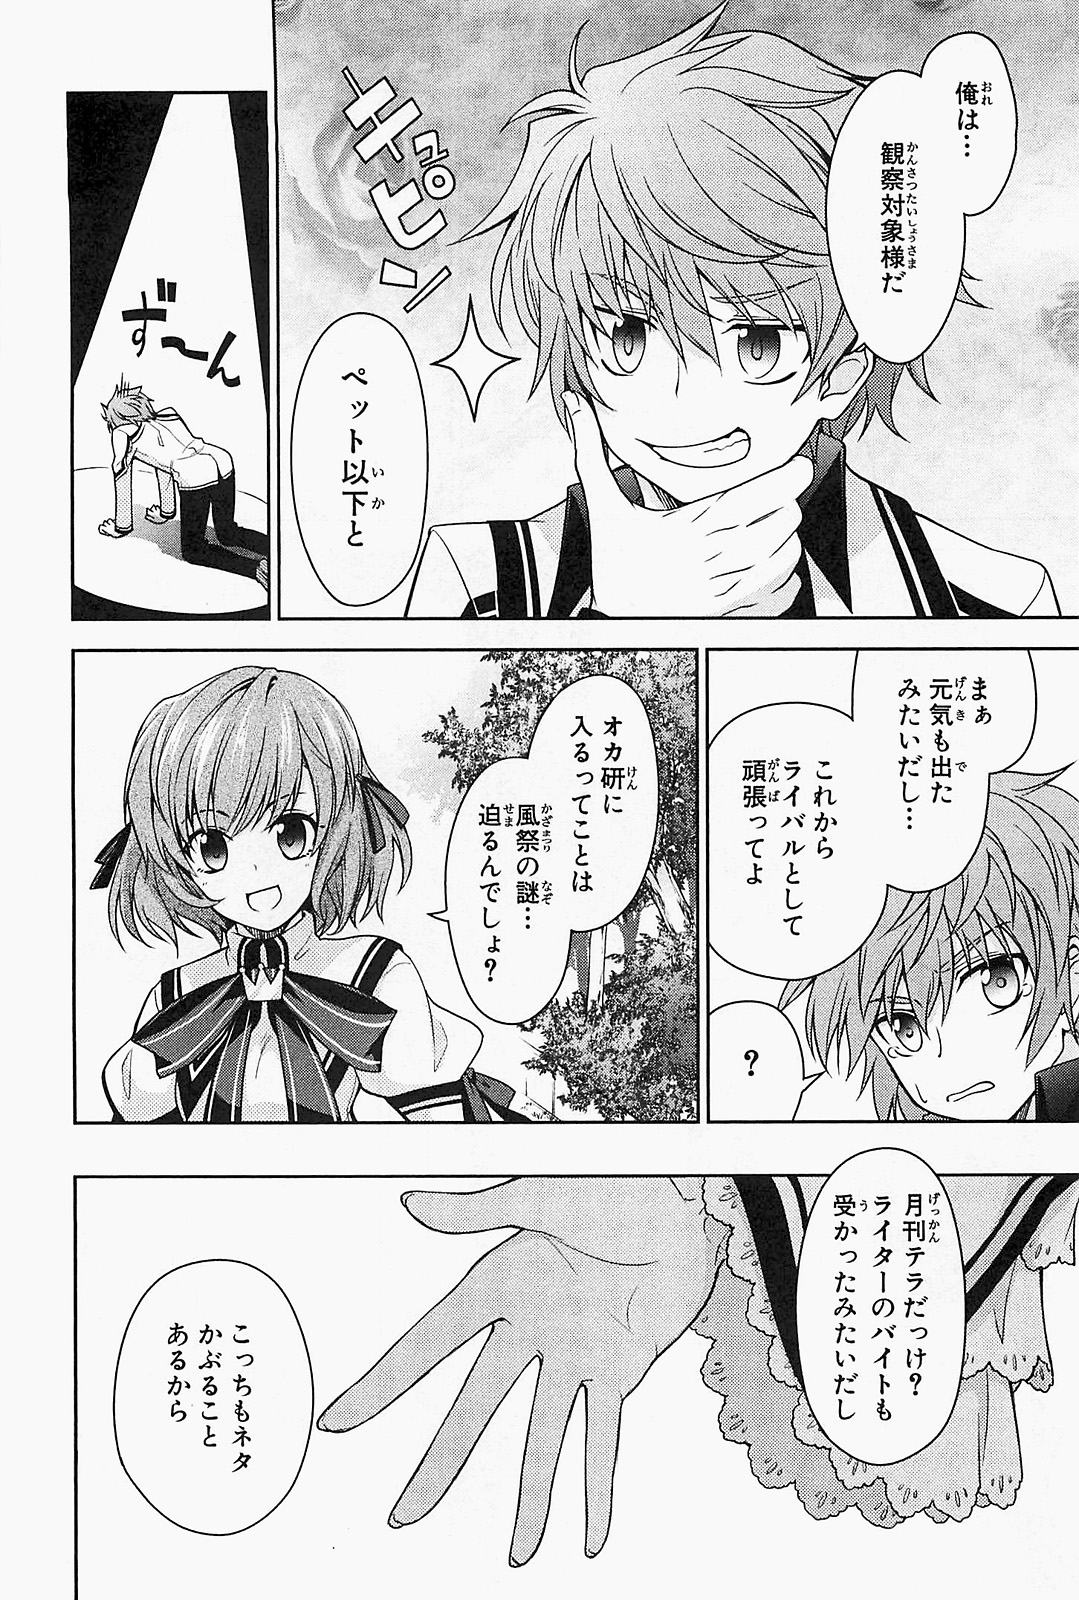 俺は…
観察対象様だ
キュピン
ペット以下と
ず〜ん
まぁ
元気も出た
みたいだし…
これから
ライバルとして
頑張ってよ
？
オカ研に
入るってことは
風祭の謎…
迫るんでしょ？
月刊テラだっけ？
ライターのバイトも
受かったみたいだし
こっちもネタ
かぶること
あるから